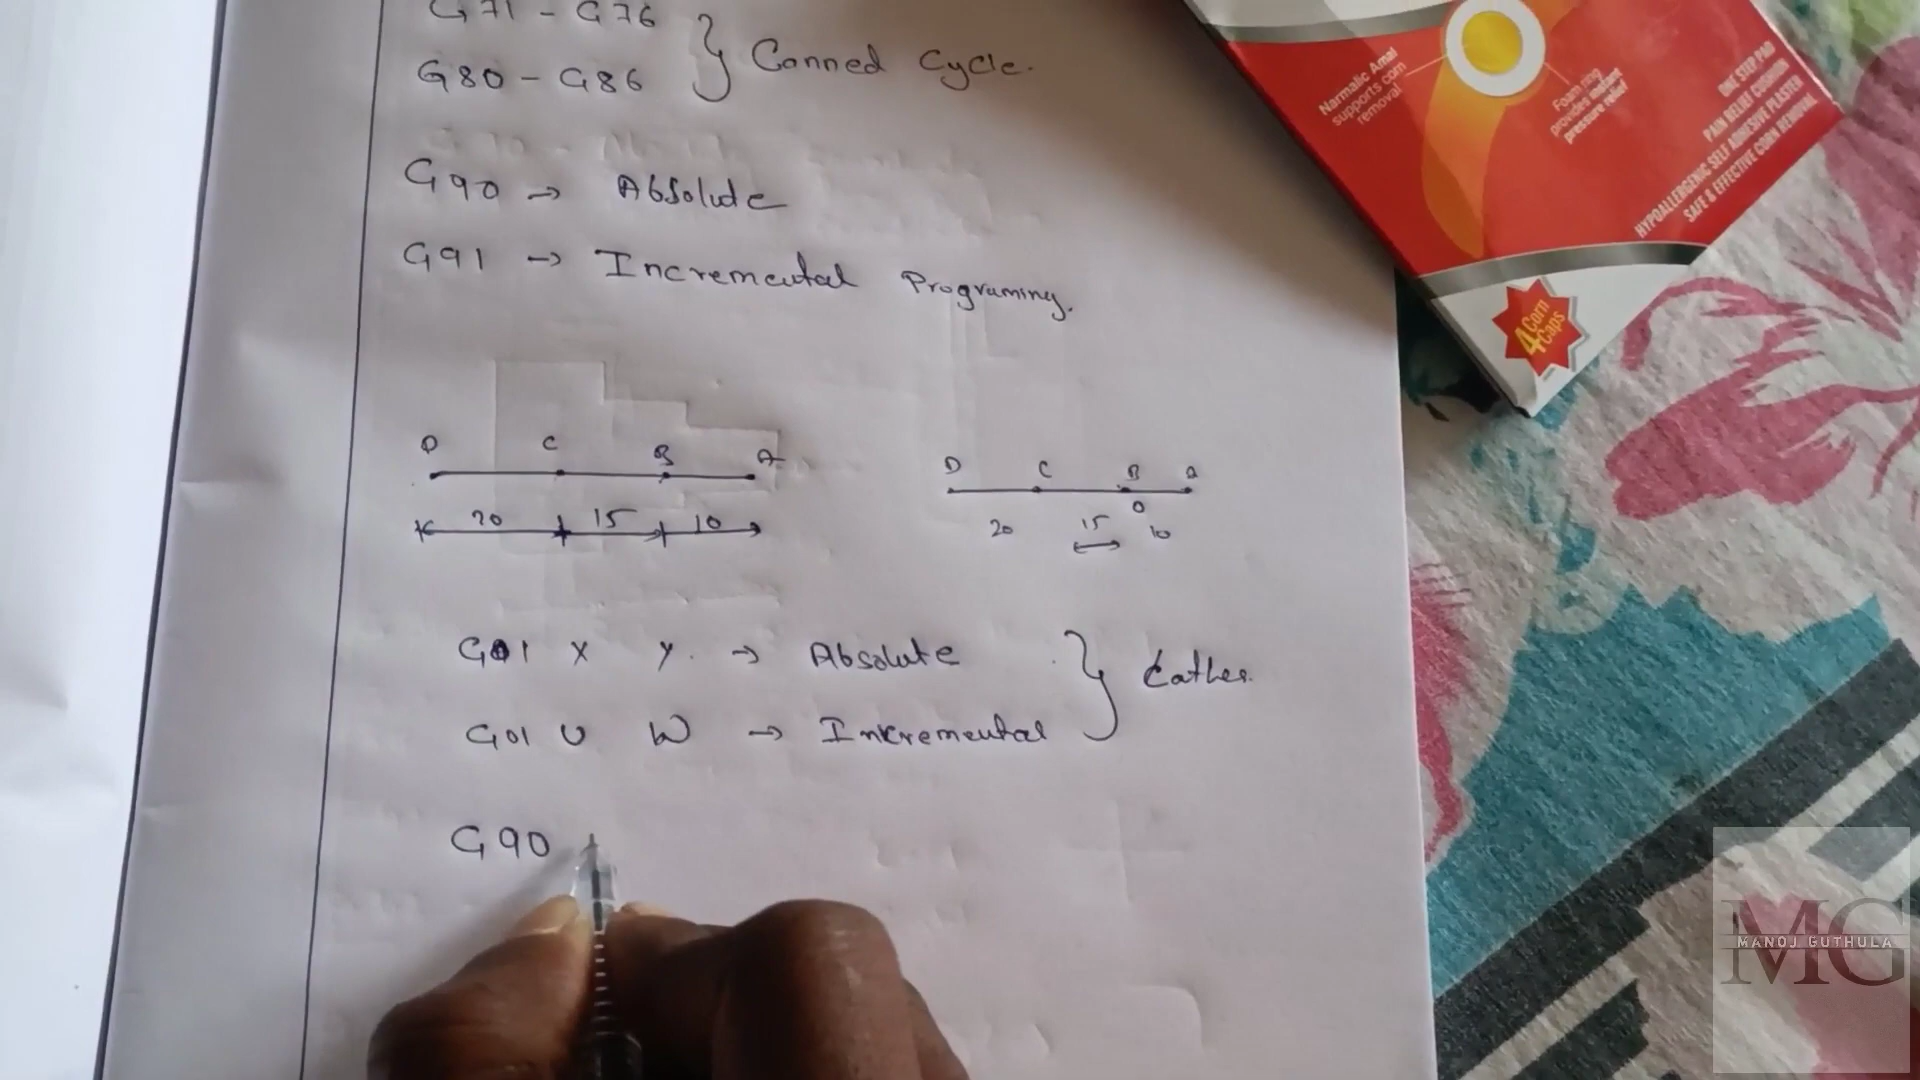 G71 - G76
G80 - G86 } Canned Cycle.
G90 → Absolute
G91 → Incremental Programing.
D C B A
20 15 10
D C B A
0
20 15 10
G01 X Y. → Absolute
G01 U W → Incremental } Lathes.
G90
Narmalic Amal
supports corn
removal
Foam ring
provides instant
pressure relief
ONE STEP PAD
PAIN RELIEF CUSHION
HYPOALLERGENIC SELF ADHESIVE PLASTER
SAFE & EFFECTIVE CORN REMOVAL
4 Corn
Caps
MG
MANOJ GUTHULA